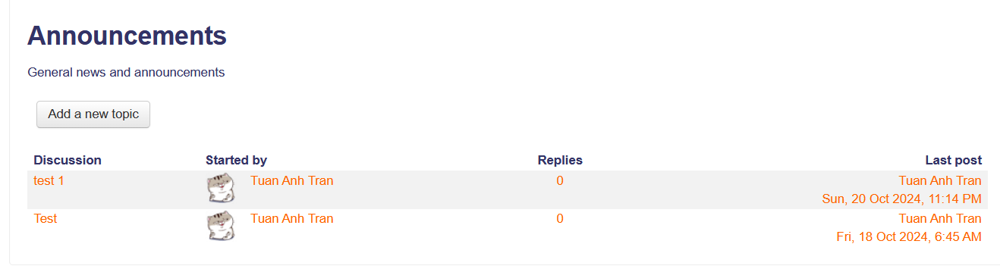 Announcements
General news and announcements
Add a new topic
Discussion Started by Replies Last post
test 1 Tuan Anh Tran 0 Tuan Anh Tran
Sun, 20 Oct 2024, 11:14 PM
Test Tuan Anh Tran 0 Tuan Anh Tran
Fri, 18 Oct 2024, 6:45 AM